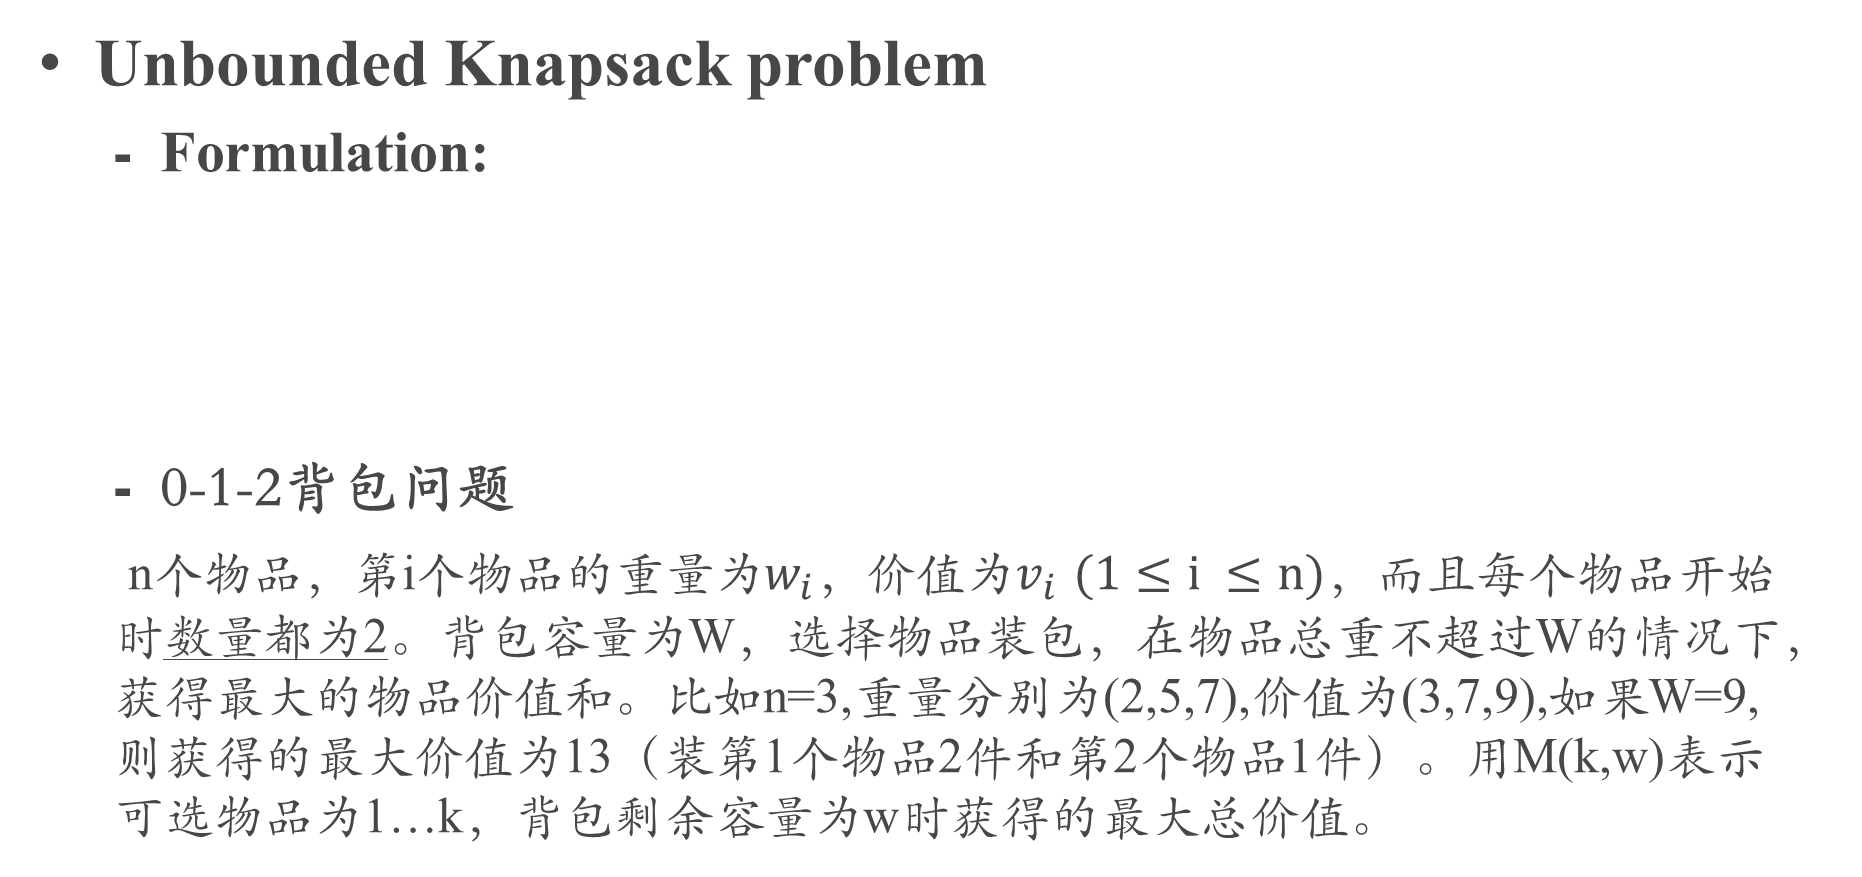 • Unbounded Knapsack problem
- Formulation:
- 0-1-2背包问题
n个物品，第i个物品的重量为wᵢ，价值为vᵢ (1 ≤ i ≤ n)，而且每个物品开始
时数量都为2。背包容量为W，选择物品装包，在物品总重不超过W的情况下，
获得最大的物品价值和。比如n=3,重量分别为(2,5,7),价值为(3,7,9),如果W=9,
则获得的最大价值为13（装第1个物品2件和第2个物品1件）。用M(k,w)表示
可选物品为1…k，背包剩余容量为w时获得的最大总价值。